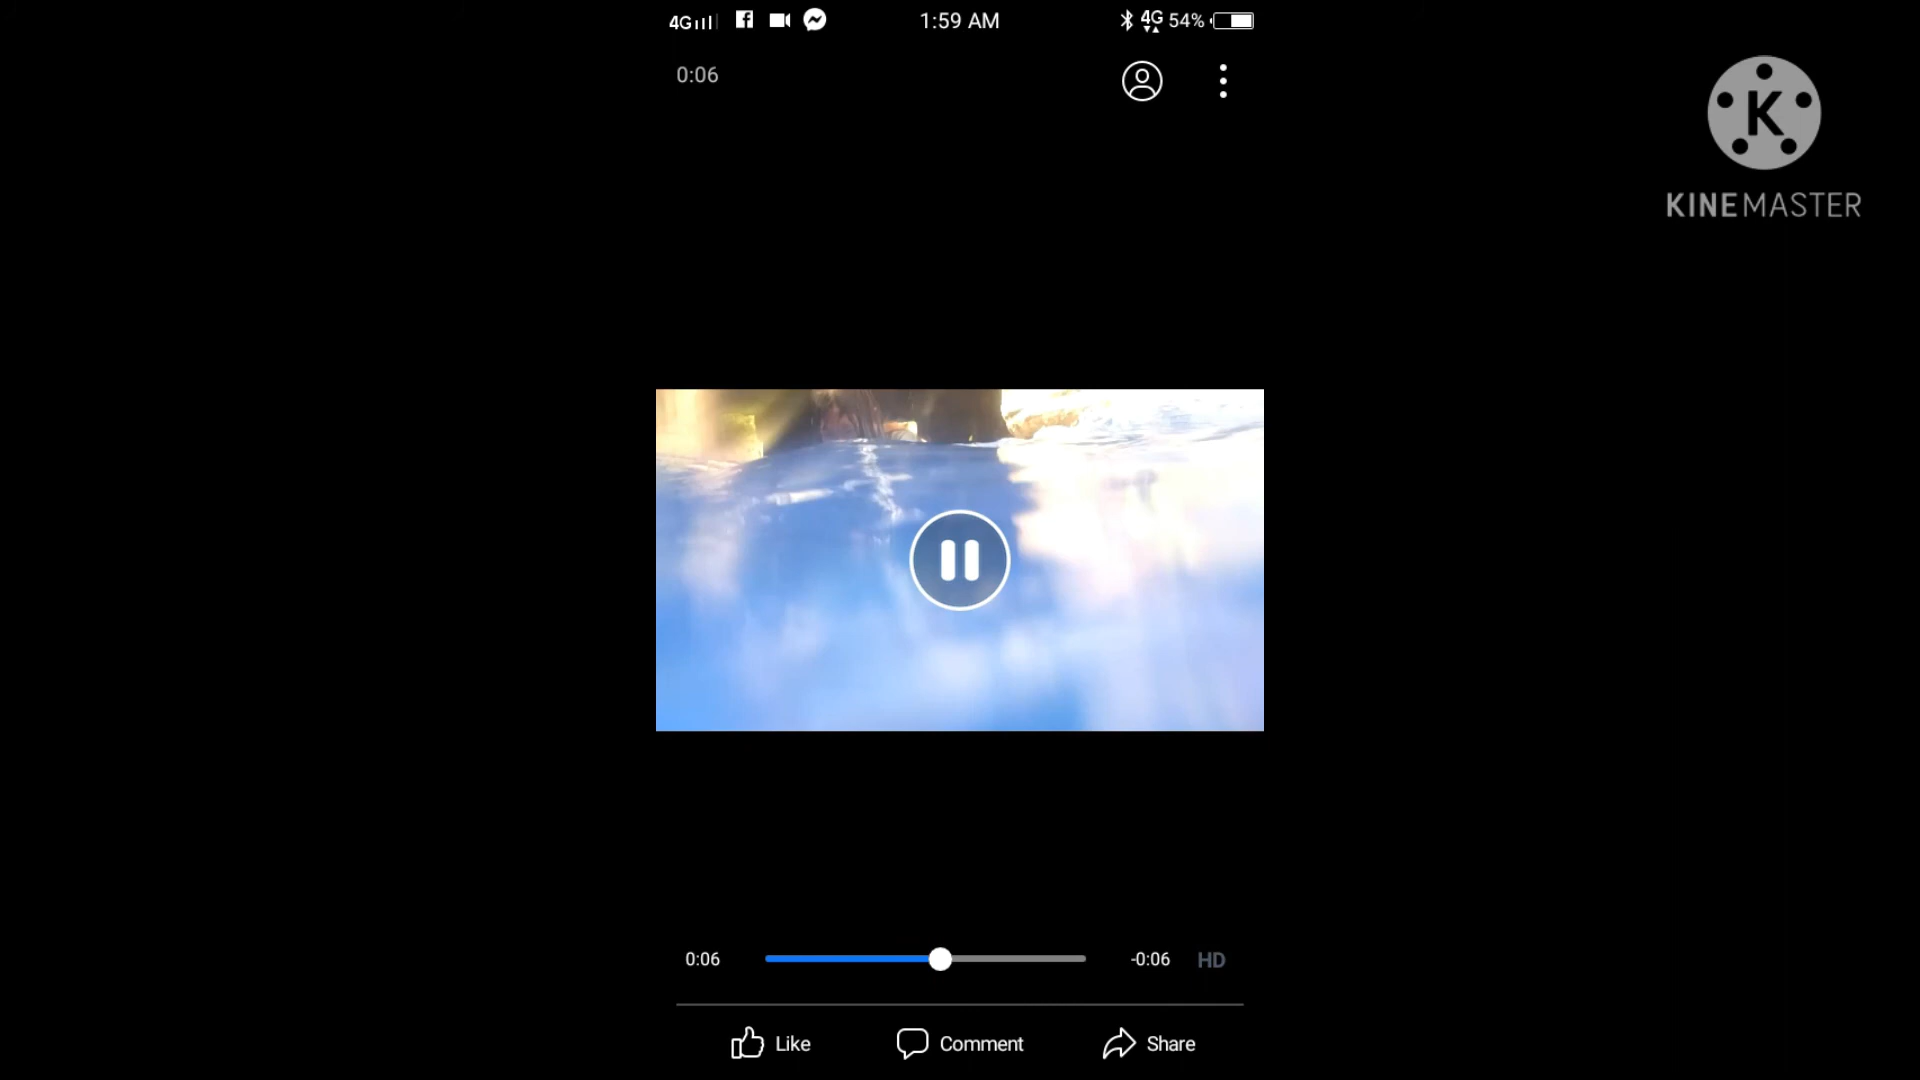 4G 1:59 AM 4G 54%
0:06
K
KINEMASTER
0:06 -0:06 HD
Like Comment Share